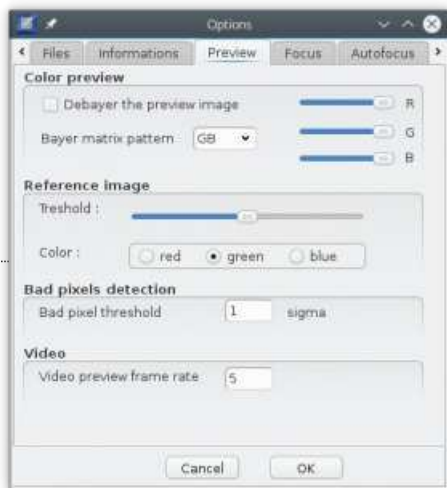 Options
Files Informations Preview Focus Autofocus
Color preview
Debayer the preview image R
Bayer matrix pattern GB G
B
Reference image
Treshold :
Color : red green blue
Bad pixels detection
Bad pixel threshold 1 sigma
Video
Video preview frame rate 5
Cancel OK